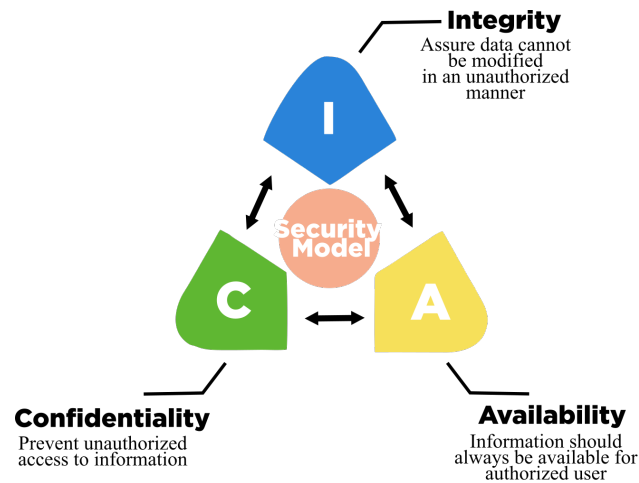 Integrity
Assure data cannot
be modified
in an unauthorized
manner
I
Security
Model
C
A
Confidentiality
Prevent unauthorized
access to information
Availability
Information should
always be available for
authorized user